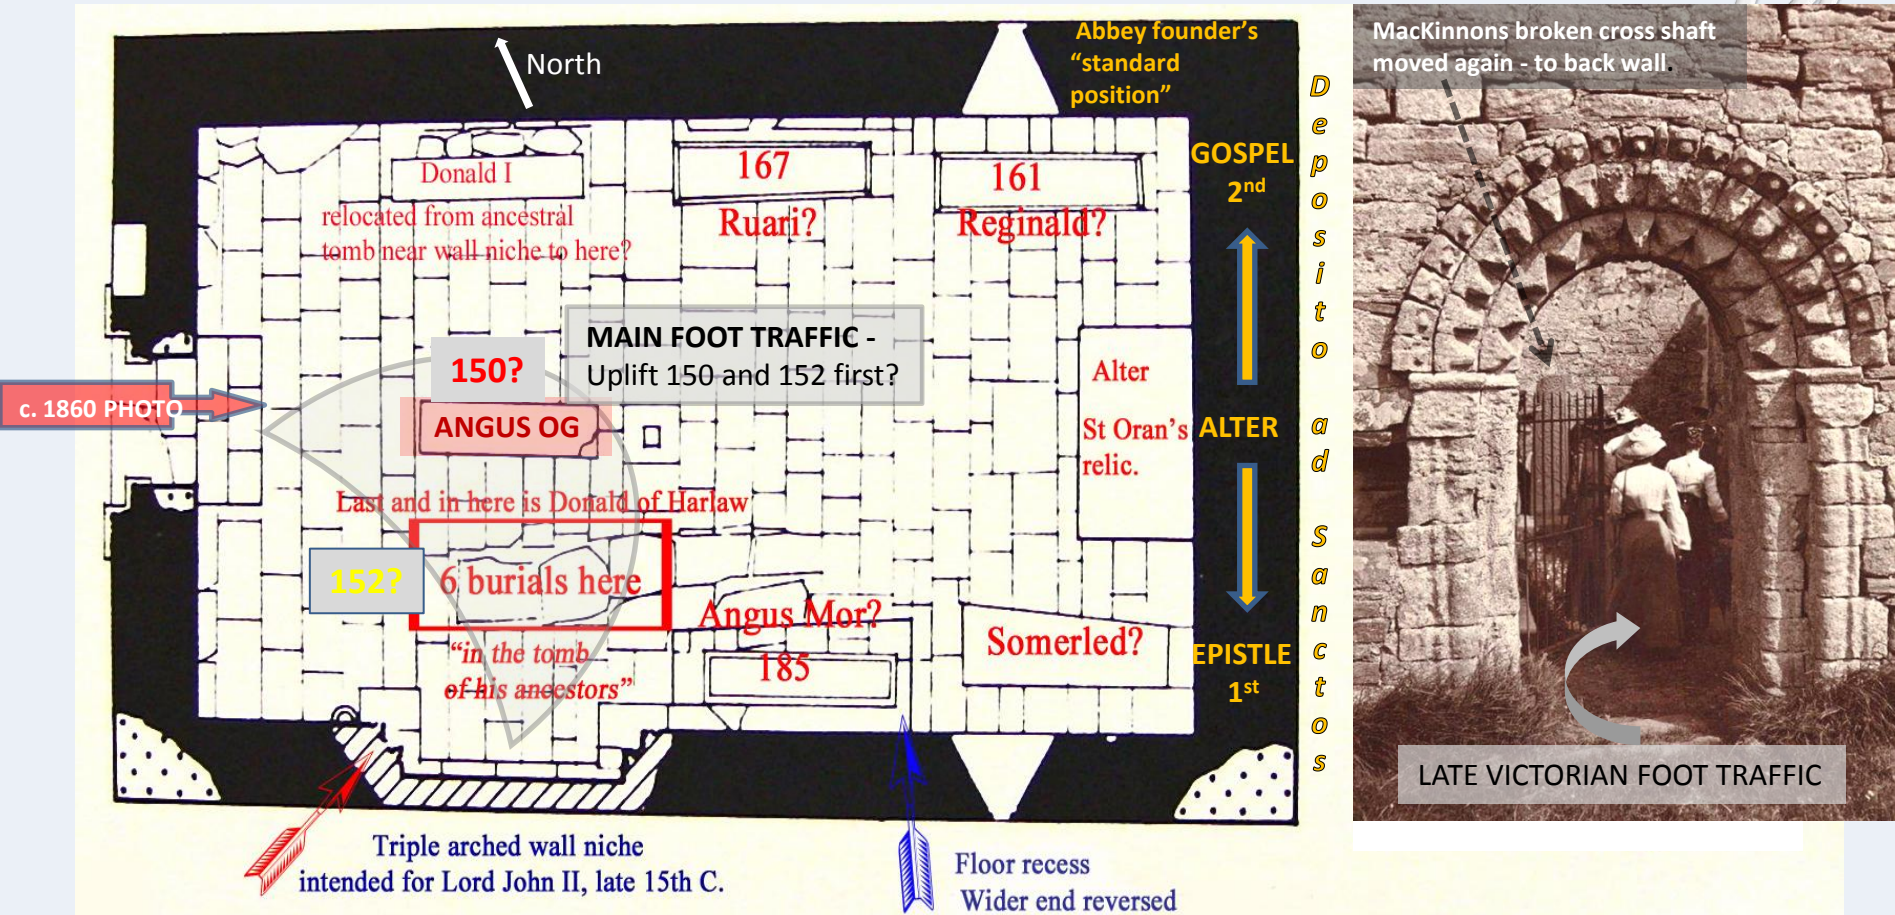 North
Abbey founder's
“standard
position”
GOSPEL
2nd
ALTER
EPISTLE
1st
Deposito ad Sanctos
Donald I
relocated from ancestral
tomb near wall niche to here?
167
Ruari?
161
Reginald?
MAIN FOOT TRAFFIC -
Uplift 150 and 152 first?
150?
ANGUS OG
c. 1860 PHOTO
Alter
St Oran's
relic.
Last and in here is Donald of Harlaw
152?
6 burials here
“in the tomb
of his ancestors”
Angus Mor?
185
Somerled?
Triple arched wall niche
intended for Lord John II, late 15th C.
Floor recess
Wider end reversed
MacKinnons broken cross shaft
moved again - to back wall.
LATE VICTORIAN FOOT TRAFFIC